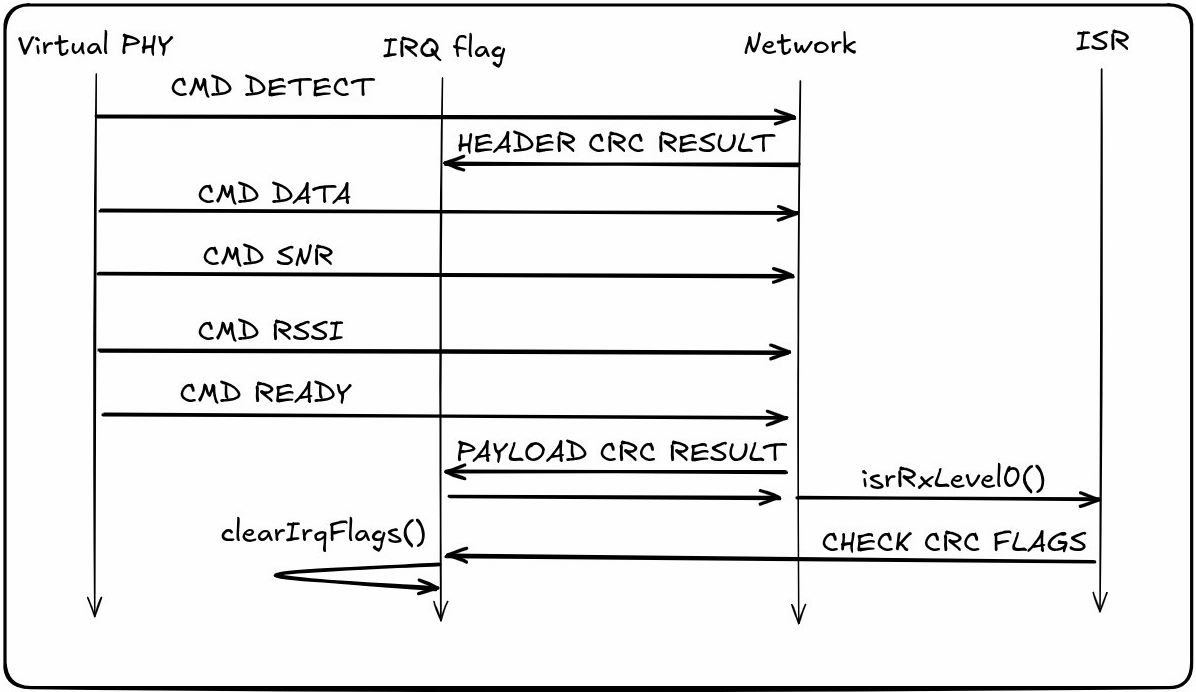 Virtual PHY
IRQ flag
Network
ISR
CMD DETECT
HEADER CRC RESULT
CMD DATA
CMD SNR
CMD RSSI
CMD READY
PAYLOAD CRC RESULT
isrRxLevel0()
clearIrqFlags()
CHECK CRC FLAGS